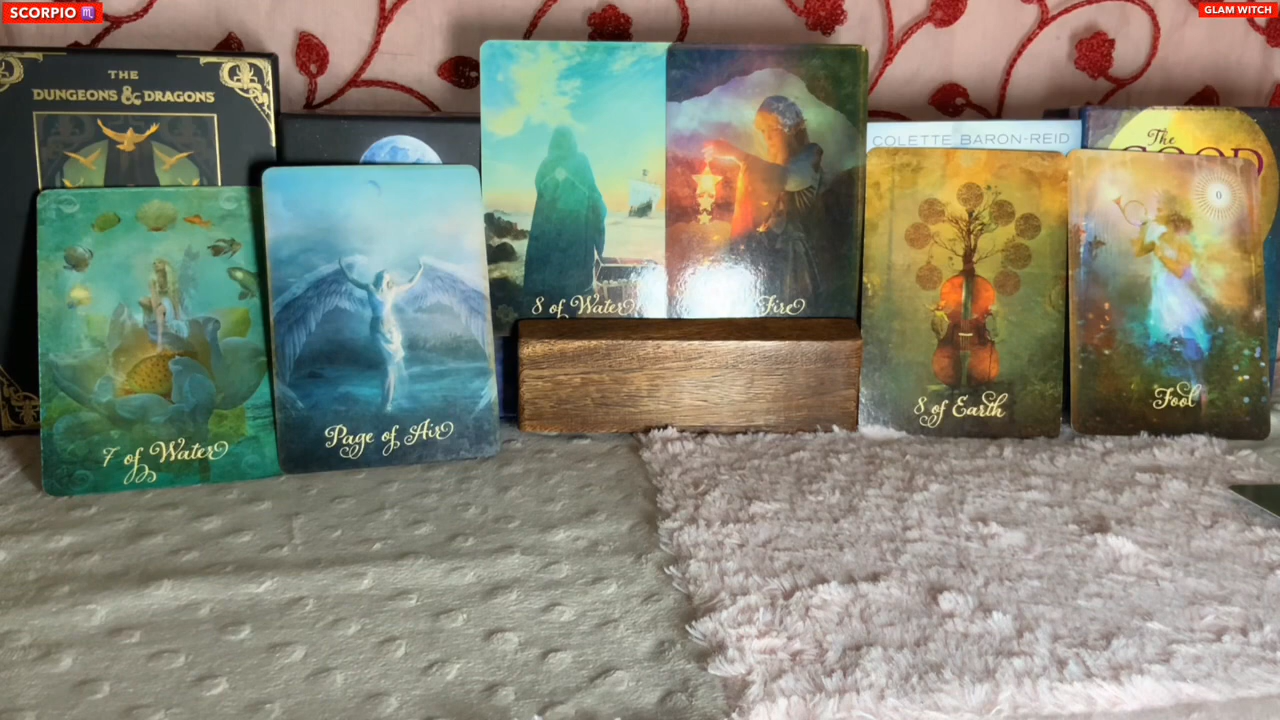 SCORPIO ♏
GLAM WITCH
THE
DUNGEONS & DRAGONS
COLETTE BARON-REID
The
GOOD
7 of Water
Page of Air
8 of Water
Fire
8 of Earth
0
Fool